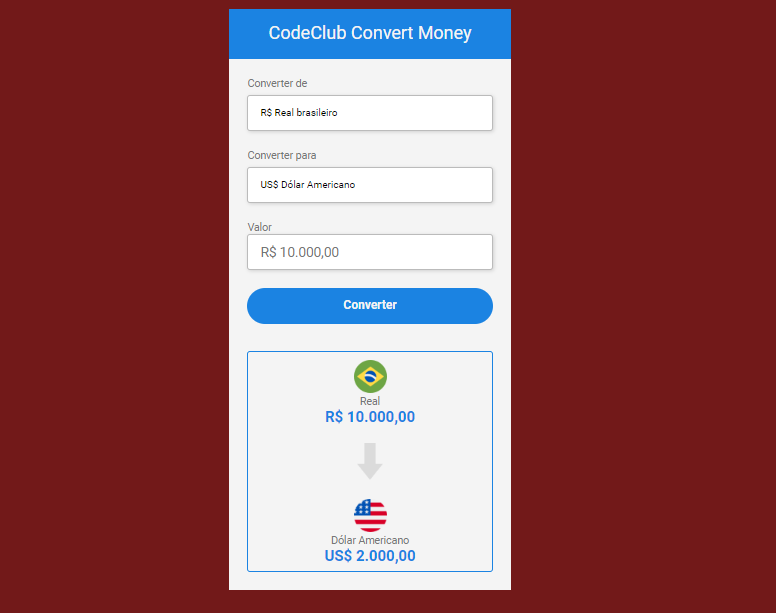 CodeClub Convert Money
Converter de
R$ Real brasileiro
Converter para
US$ Dólar Americano
Valor
R$ 10.000,00
Converter
Real
R$ 10.000,00
Dólar Americano
US$ 2.000,00